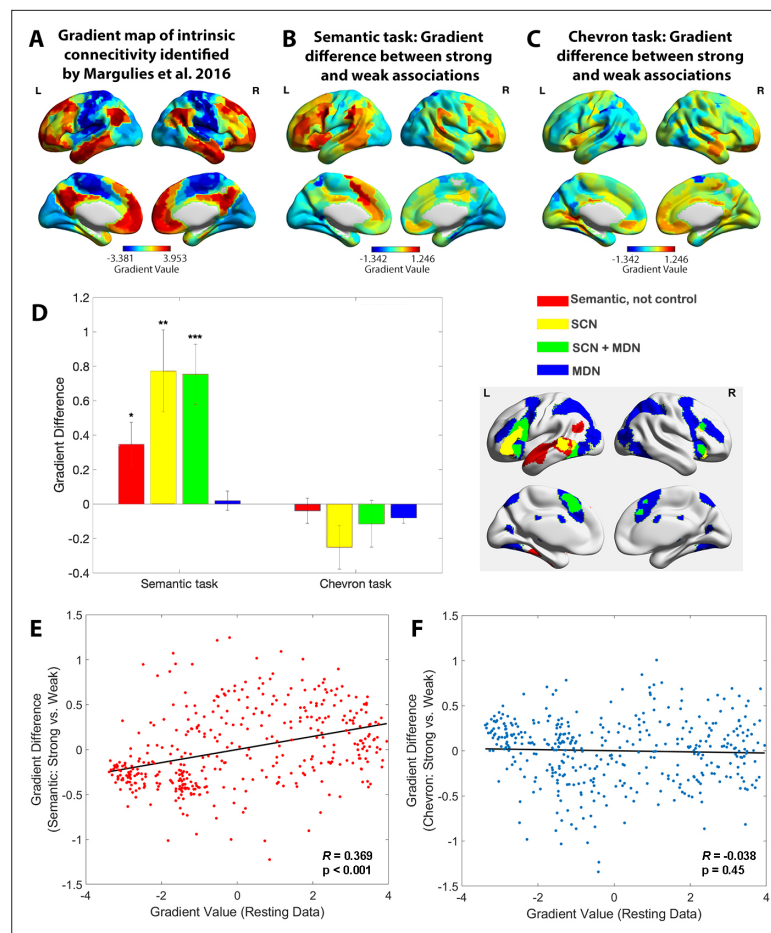 A
Gradient map of intrinsic
connecitivity identified
by Margulies et al. 2016
L
R
-3.381
3.953
Gradient Vaule
B
Semantic task: Gradient
difference between strong
and weak associations
L
R
-1.342
1.246
Gradient Vaule
C
Chevron task: Gradient
difference between strong
and weak associations
L
R
-1.342
1.246
Gradient Vaule
D
Gradient Difference
1.2
1
0.8
0.6
0.4
0.2
0
-0.2
-0.4
*
**
***
Semantic task
Chevron task
Semantic, not control
SCN
SCN + MDN
MDN
L
R
E
Gradient Difference
(Semantic: Strong vs. Weak)
1.5
1
0.5
0
-0.5
-1
-1.5
-4
-2
0
2
4
R = 0.369
p < 0.001
Gradient Value (Resting Data)
F
Gradient Difference
(Chevron: Strong vs. Weak)
1.5
1
0.5
0
-0.5
-1
-1.5
-4
-2
0
2
4
R = -0.038
p = 0.45
Gradient Value (Resting Data)